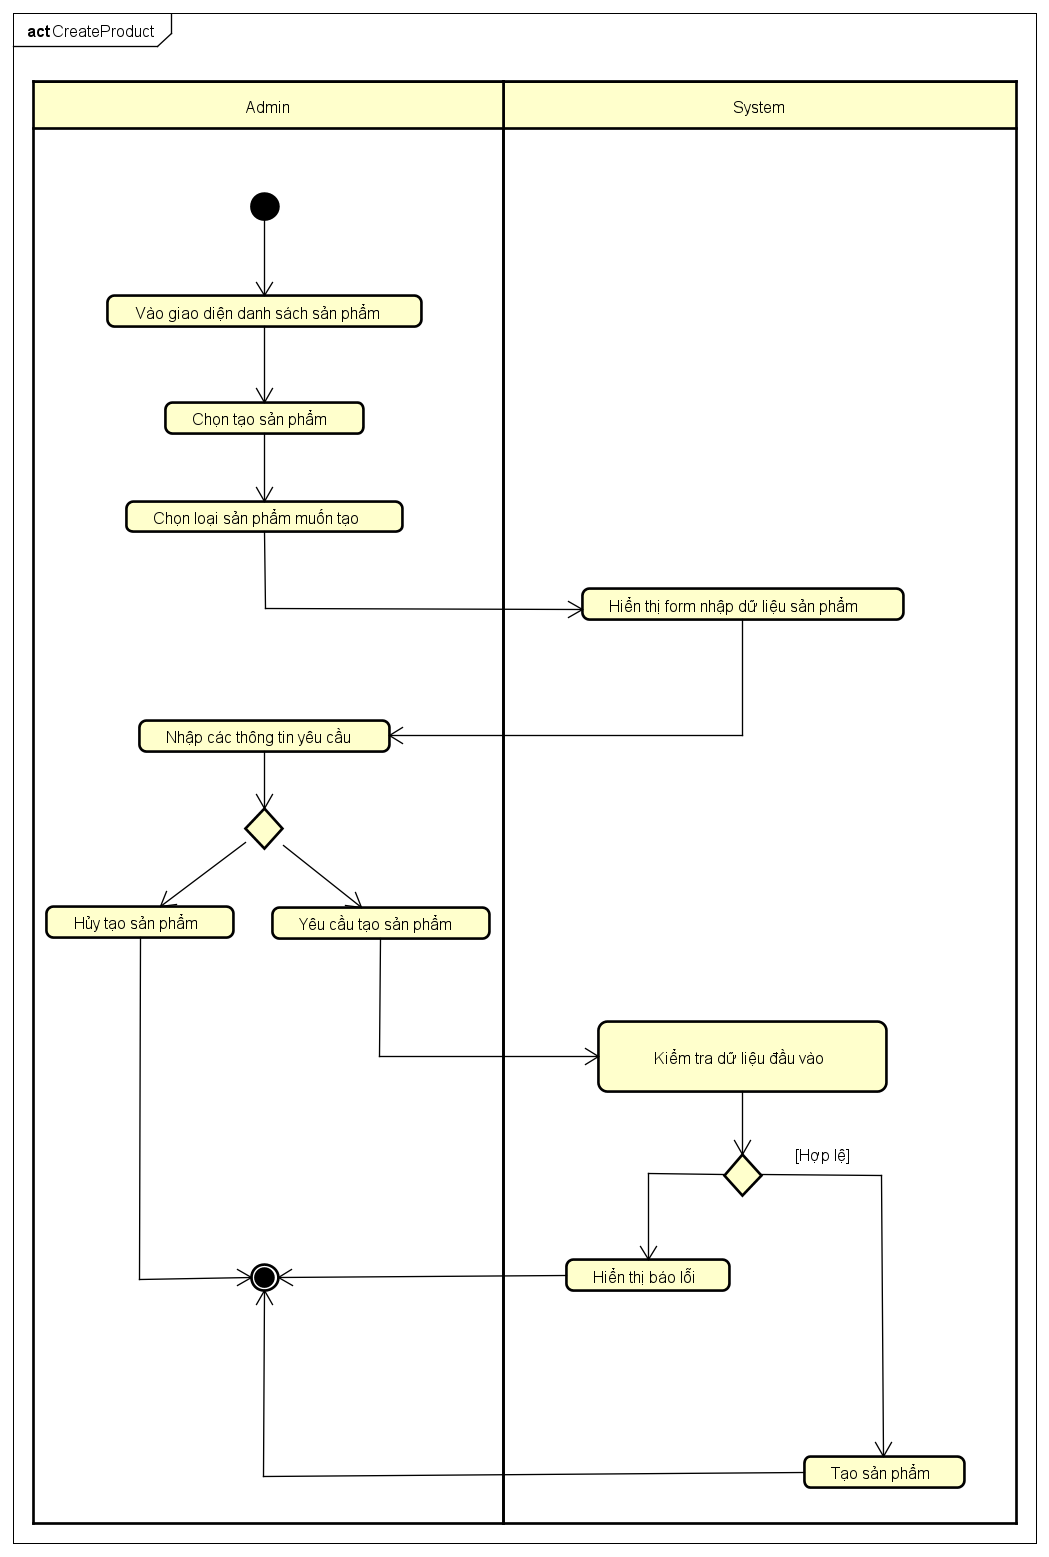 act CreateProduct
Admin
System
Vào giao diện danh sách sản phẩm
Chọn tạo sản phẩm
Chọn loại sản phẩm muốn tạo
Hiển thị form nhập dữ liệu sản phẩm
Nhập các thông tin yêu cầu
Hủy tạo sản phẩm
Yêu cầu tạo sản phẩm
Kiểm tra dữ liệu đầu vào
[Hợp lệ]
Hiển thị báo lỗi
Tạo sản phẩm